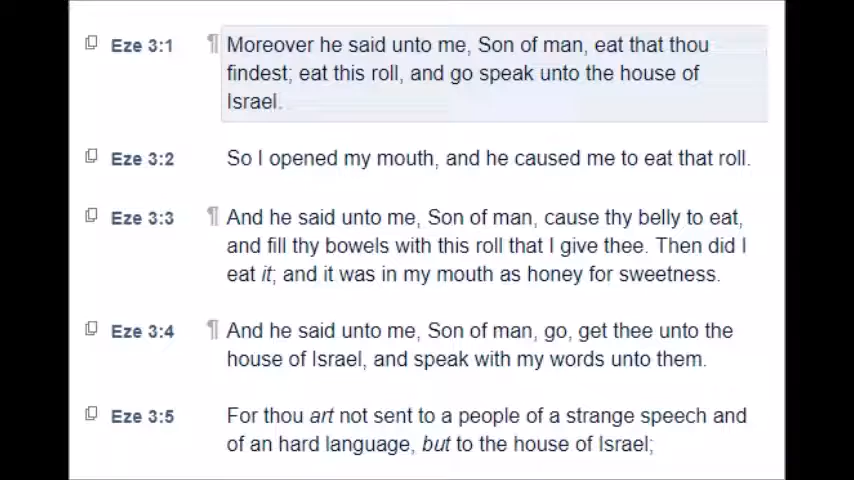 Eze 3:1 ¶ Moreover he said unto me, Son of man, eat that thou
findest; eat this roll, and go speak unto the house of
Israel.
Eze 3:2 So I opened my mouth, and he caused me to eat that roll.
Eze 3:3 ¶ And he said unto me, Son of man, cause thy belly to eat,
and fill thy bowels with this roll that I give thee. Then did I
eat it; and it was in my mouth as honey for sweetness.
Eze 3:4 ¶ And he said unto me, Son of man, go, get thee unto the
house of Israel, and speak with my words unto them.
Eze 3:5 For thou art not sent to a people of a strange speech and
of an hard language, but to the house of Israel;